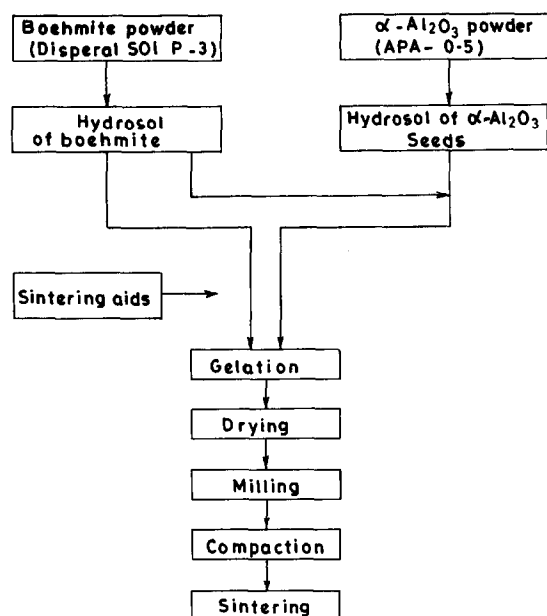 Boehmite powder
(Disperal SOl P-3)
α-Al2O3 powder
(APA-0·5)
Hydrosol
of boehmite
Hydrosol of α-Al2O3
Seeds
Sintering aids
Gelation
Drying
Milling
Compaction
Sintering